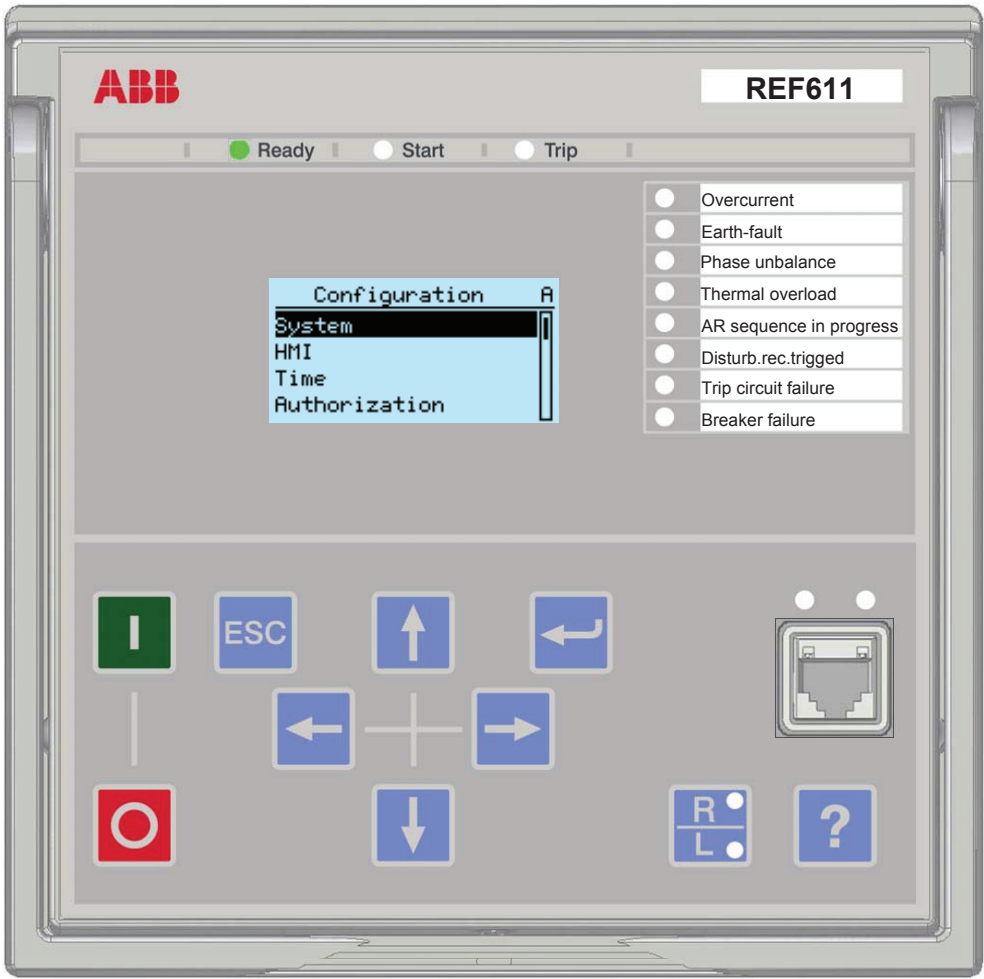 ABB
REF611
Ready Start Trip
Overcurrent
Earth-fault
Phase unbalance
Thermal overload
AR sequence in progress
Disturb.rec.trigged
Trip circuit failure
Breaker failure
Configuration A
System
HMI
Time
Authorization
I
ESC
O
R
L
?